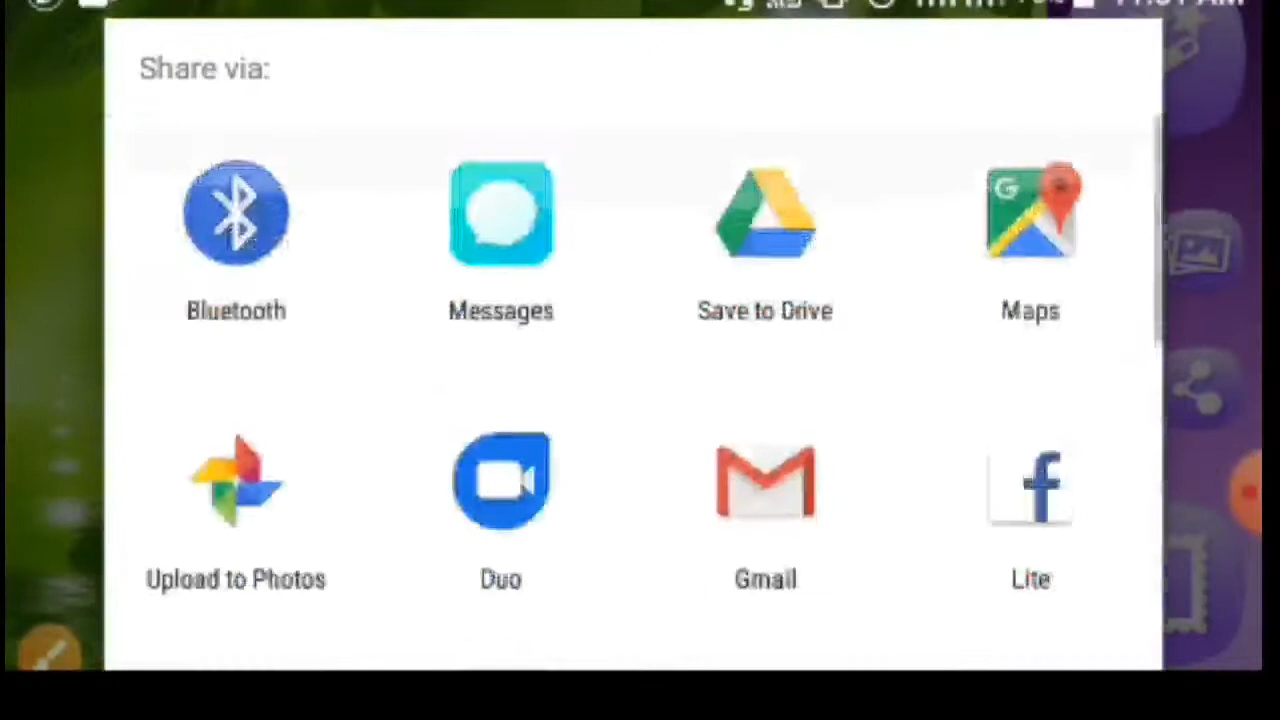 Share via:
Bluetooth
Messages
Save to Drive
Maps
Upload to Photos
Duo
Gmail
Lite